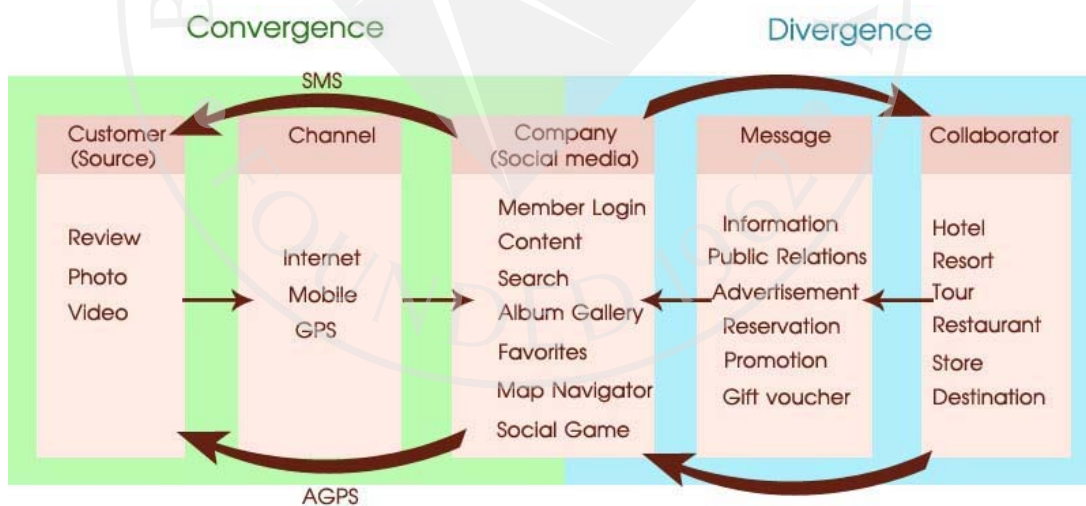 Convergence
Divergence
SMS
Customer
(Source)
Channel
Company
(Social media)
Message
Collaborator
Review
Photo
Video
Internet
Mobile
GPS
Member Login
Content
Search
Album Gallery
Favorites
Map Navigator
Social Game
Information
Public Relations
Advertisement
Reservation
Promotion
Gift voucher
Hotel
Resort
Tour
Restaurant
Store
Destination
AGPS